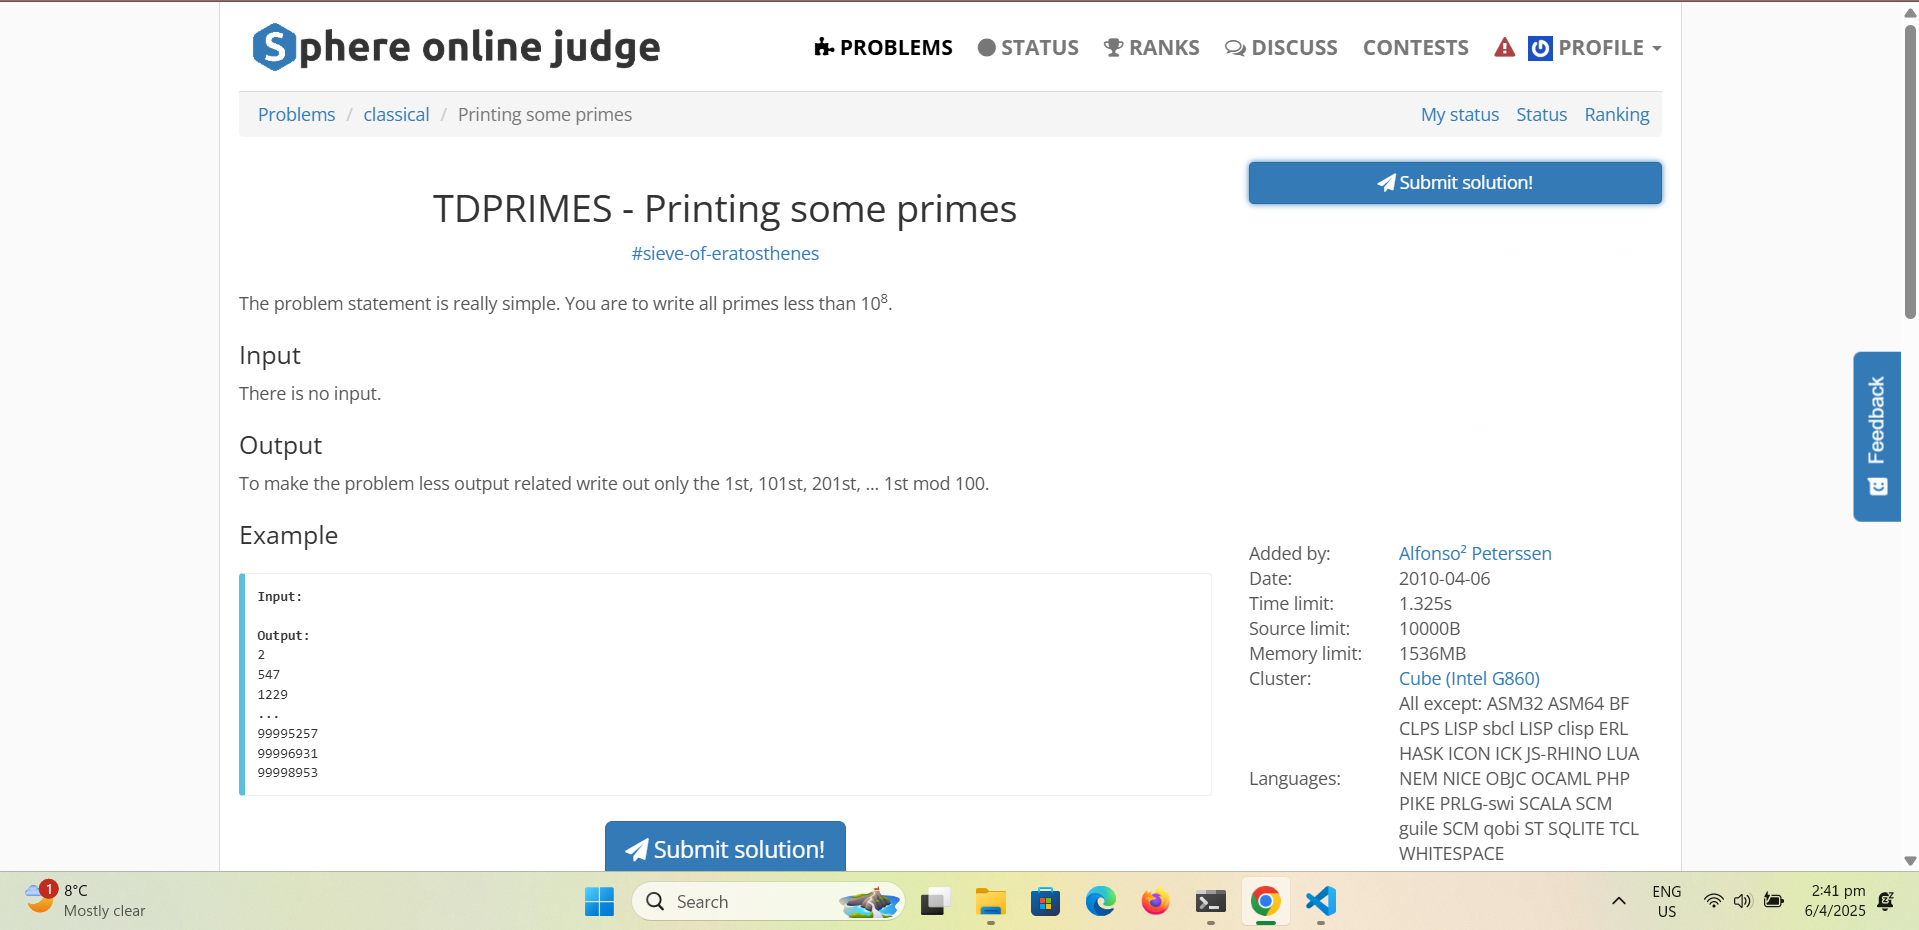 Sphere online judge
PROBLEMS STATUS RANKS DISCUSS CONTESTS PROFILE
Problems / classical / Printing some primes
My status Status Ranking
Submit solution!
TDPRIMES - Printing some primes
#sieve-of-eratosthenes
The problem statement is really simple. You are to write all primes less than 10⁸.
Input
There is no input.
Output
To make the problem less output related write out only the 1st, 101st, 201st, ... 1st mod 100.
Example
Input:
Output:
2
547
1229
...
99995257
99996931
99998953
Submit solution!
Added by: Alfonso² Peterssen
Date: 2010-04-06
Time limit: 1.325s
Source limit: 10000B
Memory limit: 1536MB
Cluster: Cube (Intel G860)
Languages: All except: ASM32 ASM64 BF
CLPS LISP sbcl LISP clisp ERL
HASK ICON ICK JS-RHINO LUA
NEM NICE OBJC OCAML PHP
PIKE PRLG-swi SCALA SCM
guile SCM qobi ST SQLITE TCL
WHITESPACE
Feedback
1
8°C
Mostly clear
Search
ENG
US
2:41 pm
6/4/2025